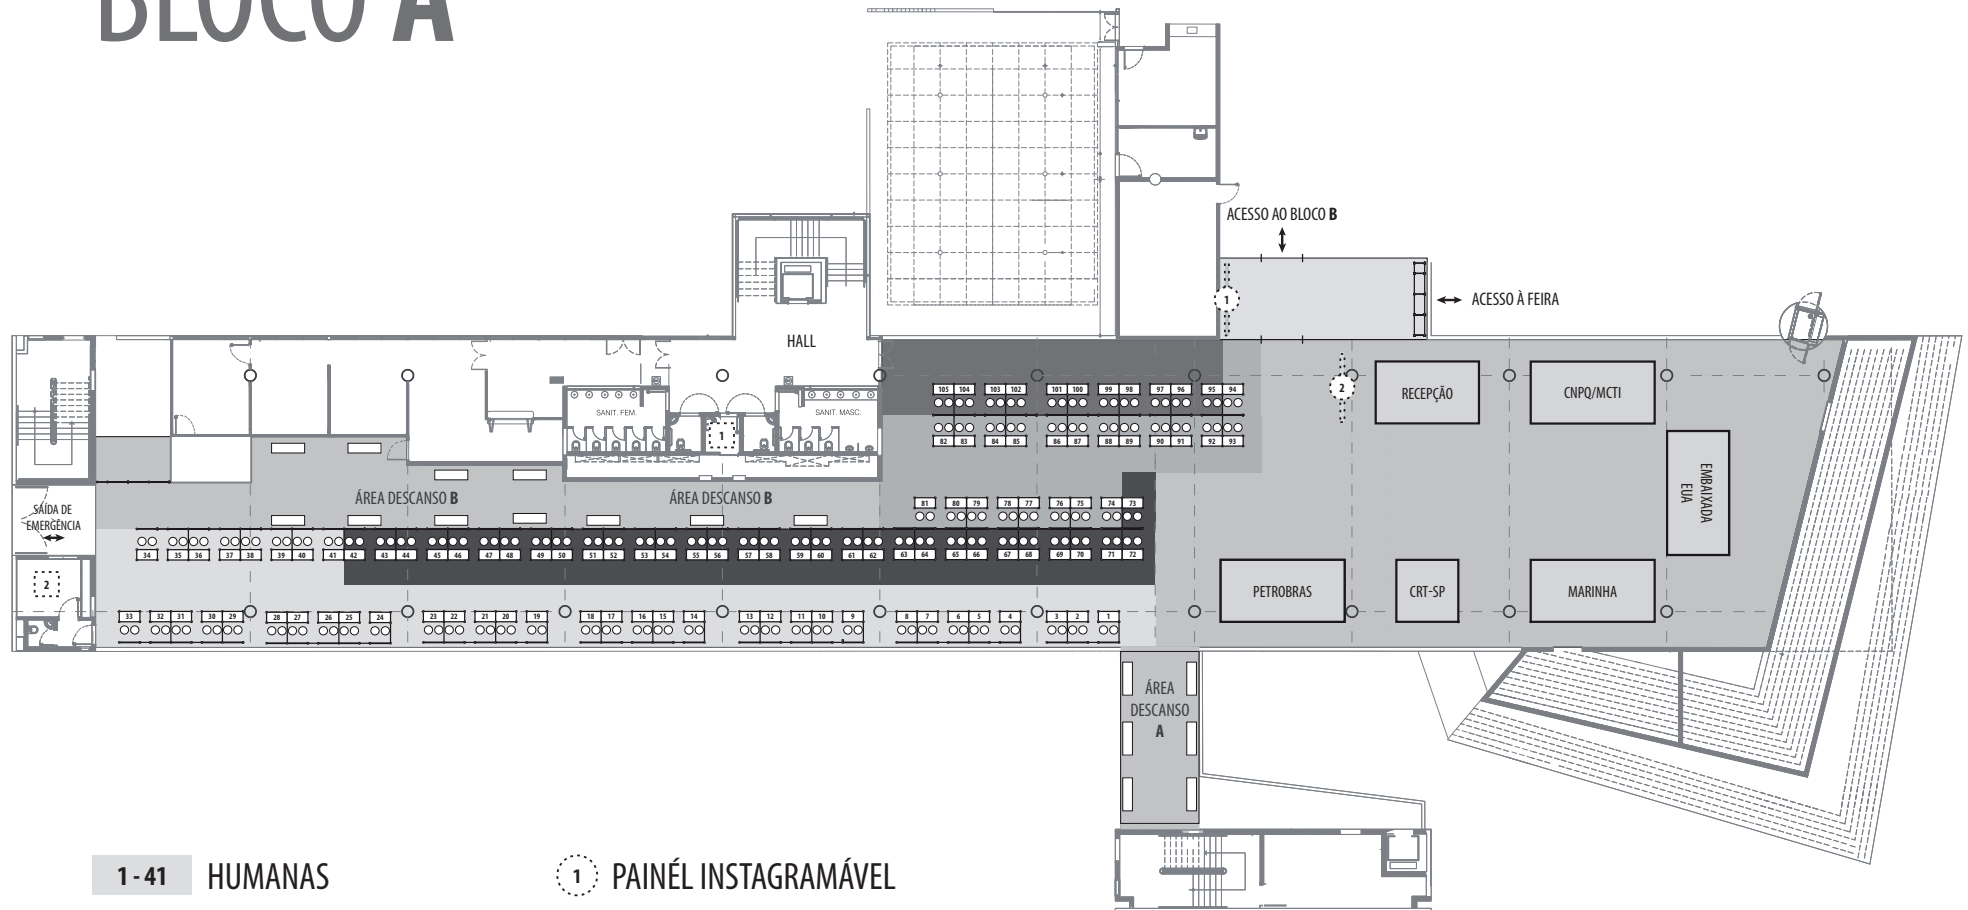 BLOCO A
ACESSO AO BLOCO B
1
ACESSO À FEIRA
HALL
2
RECEPÇÃO
CNPQ/MCTI
105 104 103 102 101 100 99 98 97 96 95 94
SANIT. FEM.
SANIT. MASC.
1
82 83 84 85 86 87 88 89 90 91 92 93
EMBAIXADA
EUA
ÁREA DESCANSO B
ÁREA DESCANSO B
81 80 79 78 77 76 75 74 73
SAÍDA DE
EMERGÊNCIA
34 35 36 37 38 39 40 41 42 43 44 45 46 47 48 49 50 51 52 53 54 55 56 57 58 59 60 61 62 63 64 65 66 67 68 69 70 71 72
2
PETROBRAS
CRT-SP
MARINHA
33 32 31 30 29 28 27 26 25 24 23 22 21 20 19 18 17 16 15 14 13 12 11 10 9 8 7 6 5 4 3 2 1
ÁREA
DESCANSO
A
1 - 41 HUMANAS
1 PAINÉL INSTAGRAMÁVEL